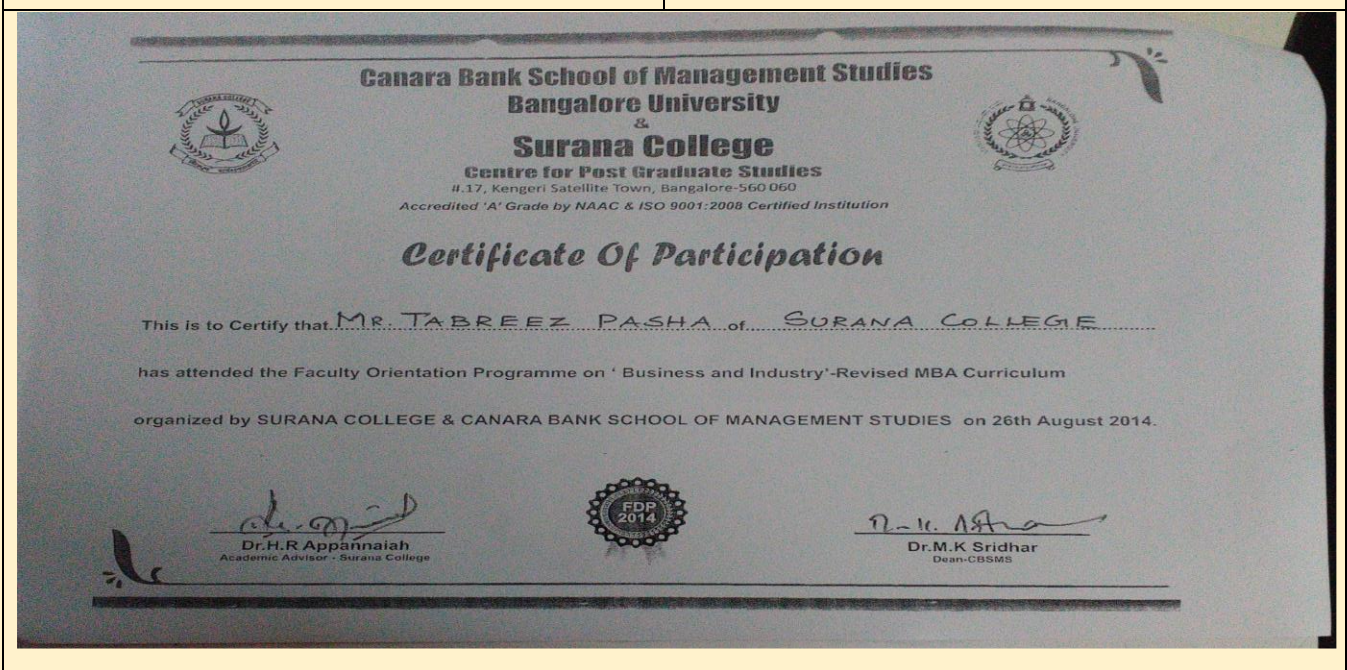 Canara Bank School of Management Studies
Bangalore University
&
Surana College
Centre for Post Graduate Studies
#.17, Kengeri Satellite Town, Bangalore-560 060
Accredited 'A' Grade by NAAC & ISO 9001:2008 Certified Institution
SURANA COLLEGE
Certificate Of Participation
This is to Certify that MR. TABREEZ PASHA of SURANA COLLEGE
has attended the Faculty Orientation Programme on ' Business and Industry'-Revised MBA Curriculum
organized by SURANA COLLEGE & CANARA BANK SCHOOL OF MANAGEMENT STUDIES on 26th August 2014.
FDP
2014
Dr.H.R Appannaiah
Academic Advisor - Surana College
Dr.M.K Sridhar
Dean-CBSMS